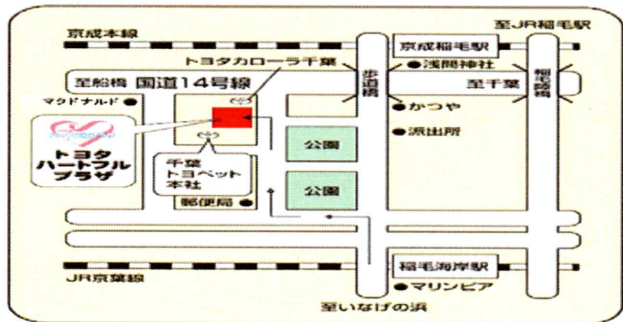 至JR稲毛駅
京成本線
京成稲毛駅
トヨタカローラ千葉
浅間神社
至船橋
国道14号線
歩道橋
至千葉
稲毛陸橋
マクドナルド
かつや
トヨタ
ハートフル
プラザ
公園
派出所
千葉
トヨペット
本社
公園
郵便局
JR京葉線
稲毛海岸駅
マリンピア
至いなげの浜